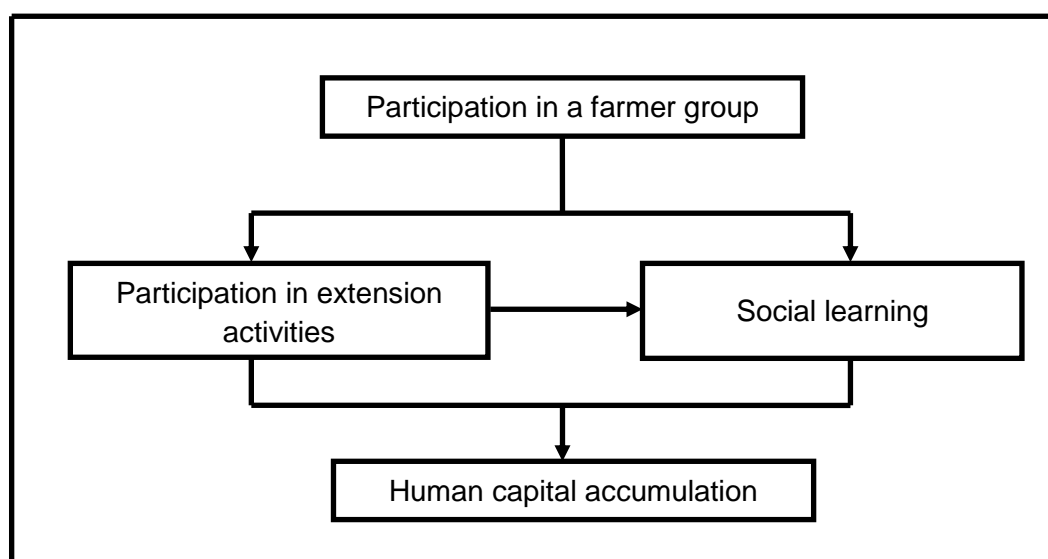 Participation in a farmer group
Participation in extension
activities
Social learning
Human capital accumulation